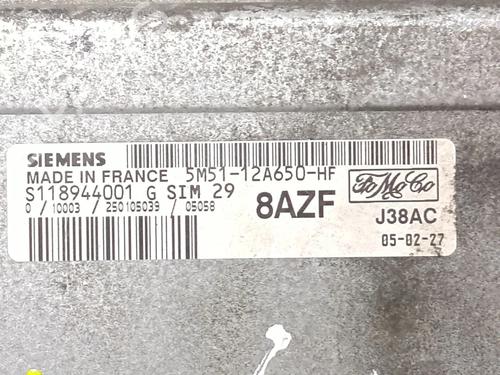 SIEMENS
MADE IN FRANCE 5M51-12A650-HF
S118944001 G SIM 29
0 / 10003 / 250105039 / 05058
8AZF
FoMoCo
J38AC
05-02-27